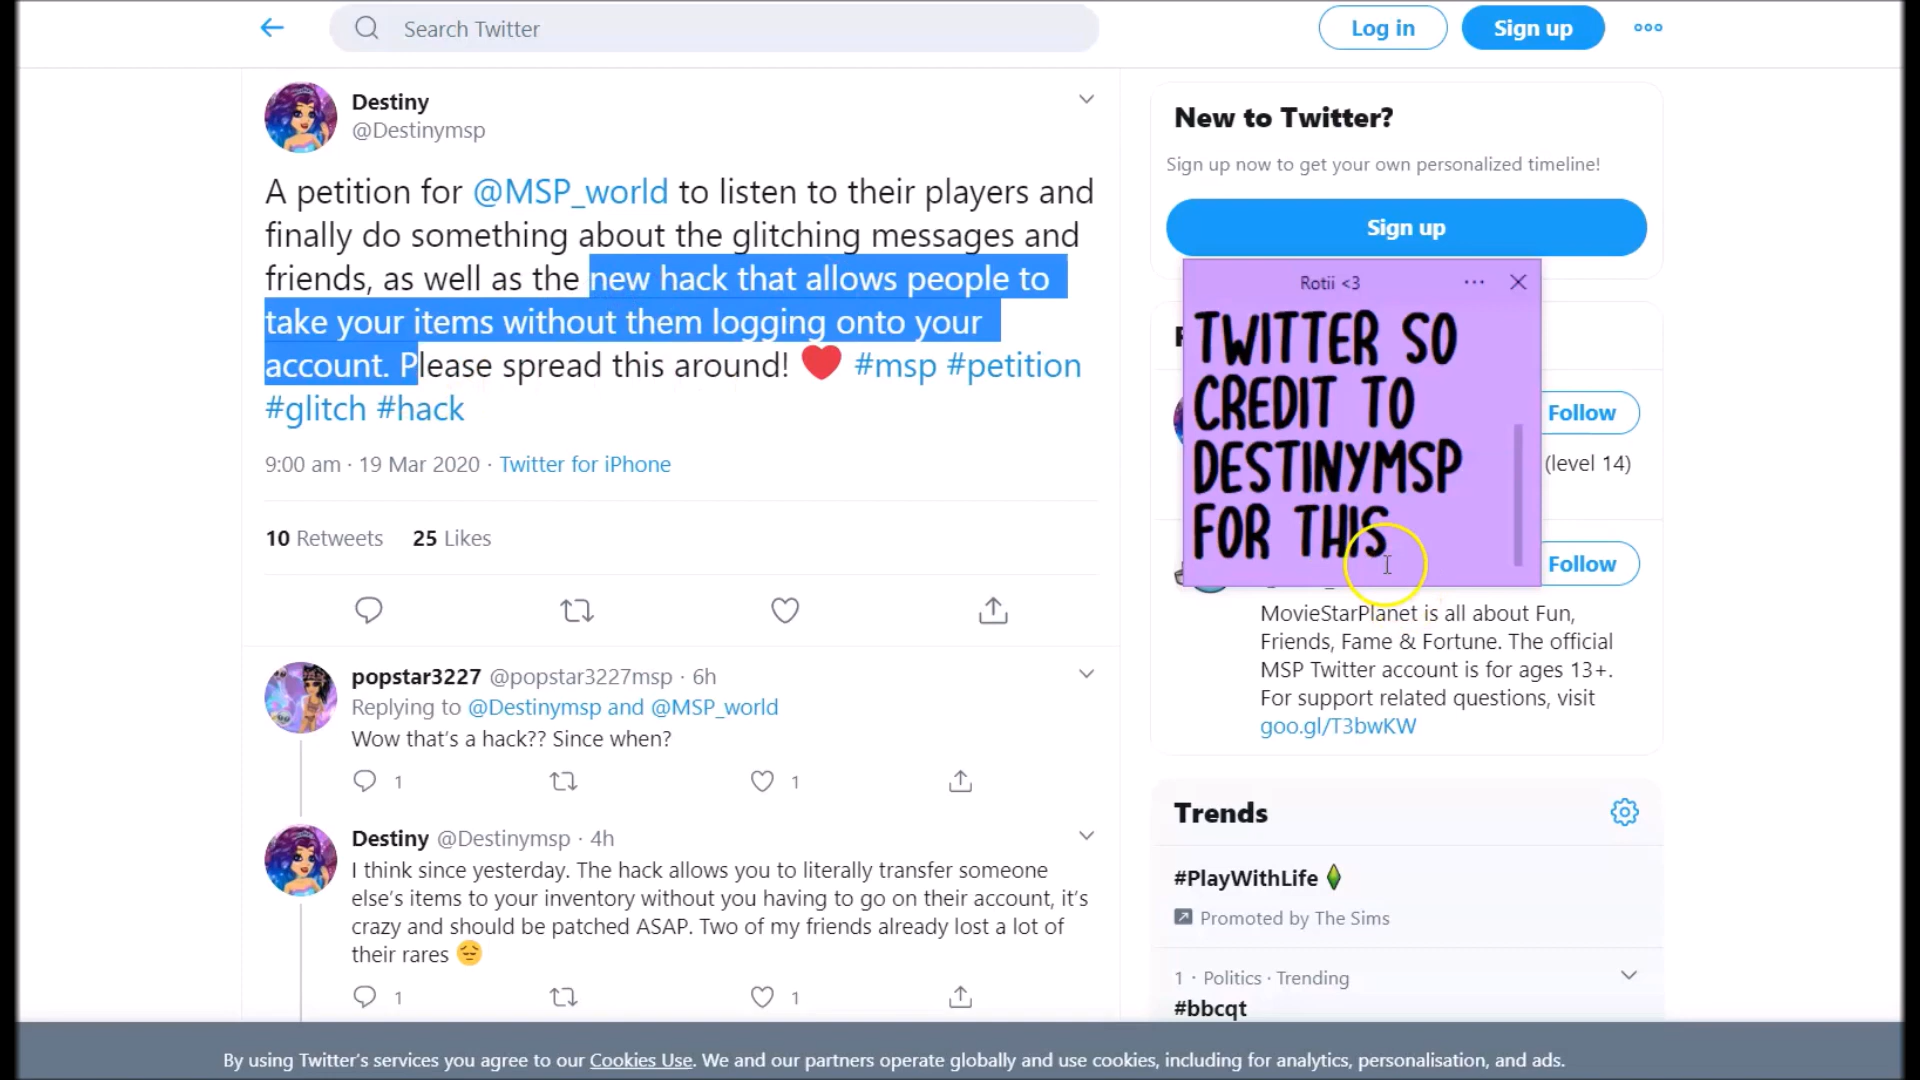 Search Twitter
Log in
Sign up
Destiny
@Destinymsp
A petition for @MSP_world to listen to their players and
finally do something about the glitching messages and
friends, as well as the new hack that allows people to
take your items without them logging onto your
account. Please spread this around! ❤️ #msp #petition
#glitch #hack
9:00 am · 19 Mar 2020 · Twitter for iPhone
10 Retweets 25 Likes
popstar3227 @popstar3227msp · 6h
Replying to @Destinymsp and @MSP_world
Wow that's a hack?? Since when?
1
1
Destiny @Destinymsp · 4h
I think since yesterday. The hack allows you to literally transfer someone
else's items to your inventory without you having to go on their account, it's
crazy and should be patched ASAP. Two of my friends already lost a lot of
their rares 😔
1
1
New to Twitter?
Sign up now to get your own personalized timeline!
Sign up
Rotii <3
TWITTER SO
CREDIT TO
DESTINYMSP
FOR THIS
Follow
(level 14)
Follow
MovieStarPlanet is all about Fun,
Friends, Fame & Fortune. The official
MSP Twitter account is for ages 13+.
For support related questions, visit
goo.gl/T3bwKW
Trends
#PlayWithLife
Promoted by The Sims
1 · Politics · Trending
#bbcqt
By using Twitter's services you agree to our Cookies Use. We and our partners operate globally and use cookies, including for analytics, personalisation, and ads.